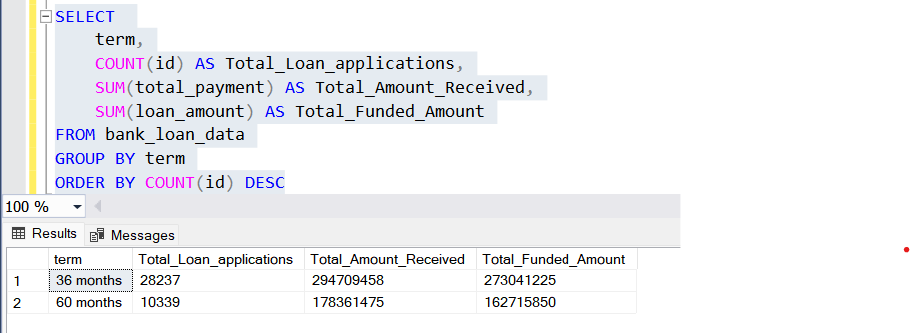 SELECT
term,
COUNT(id) AS Total_Loan_applications,
SUM(total_payment) AS Total_Amount_Received,
SUM(loan_amount) AS Total_Funded_Amount
FROM bank_loan_data
GROUP BY term
ORDER BY COUNT(id) DESC
100 %
Results Messages
term Total_Loan_applications Total_Amount_Received Total_Funded_Amount
1 36 months 28237 294709458 273041225
2 60 months 10339 178361475 162715850